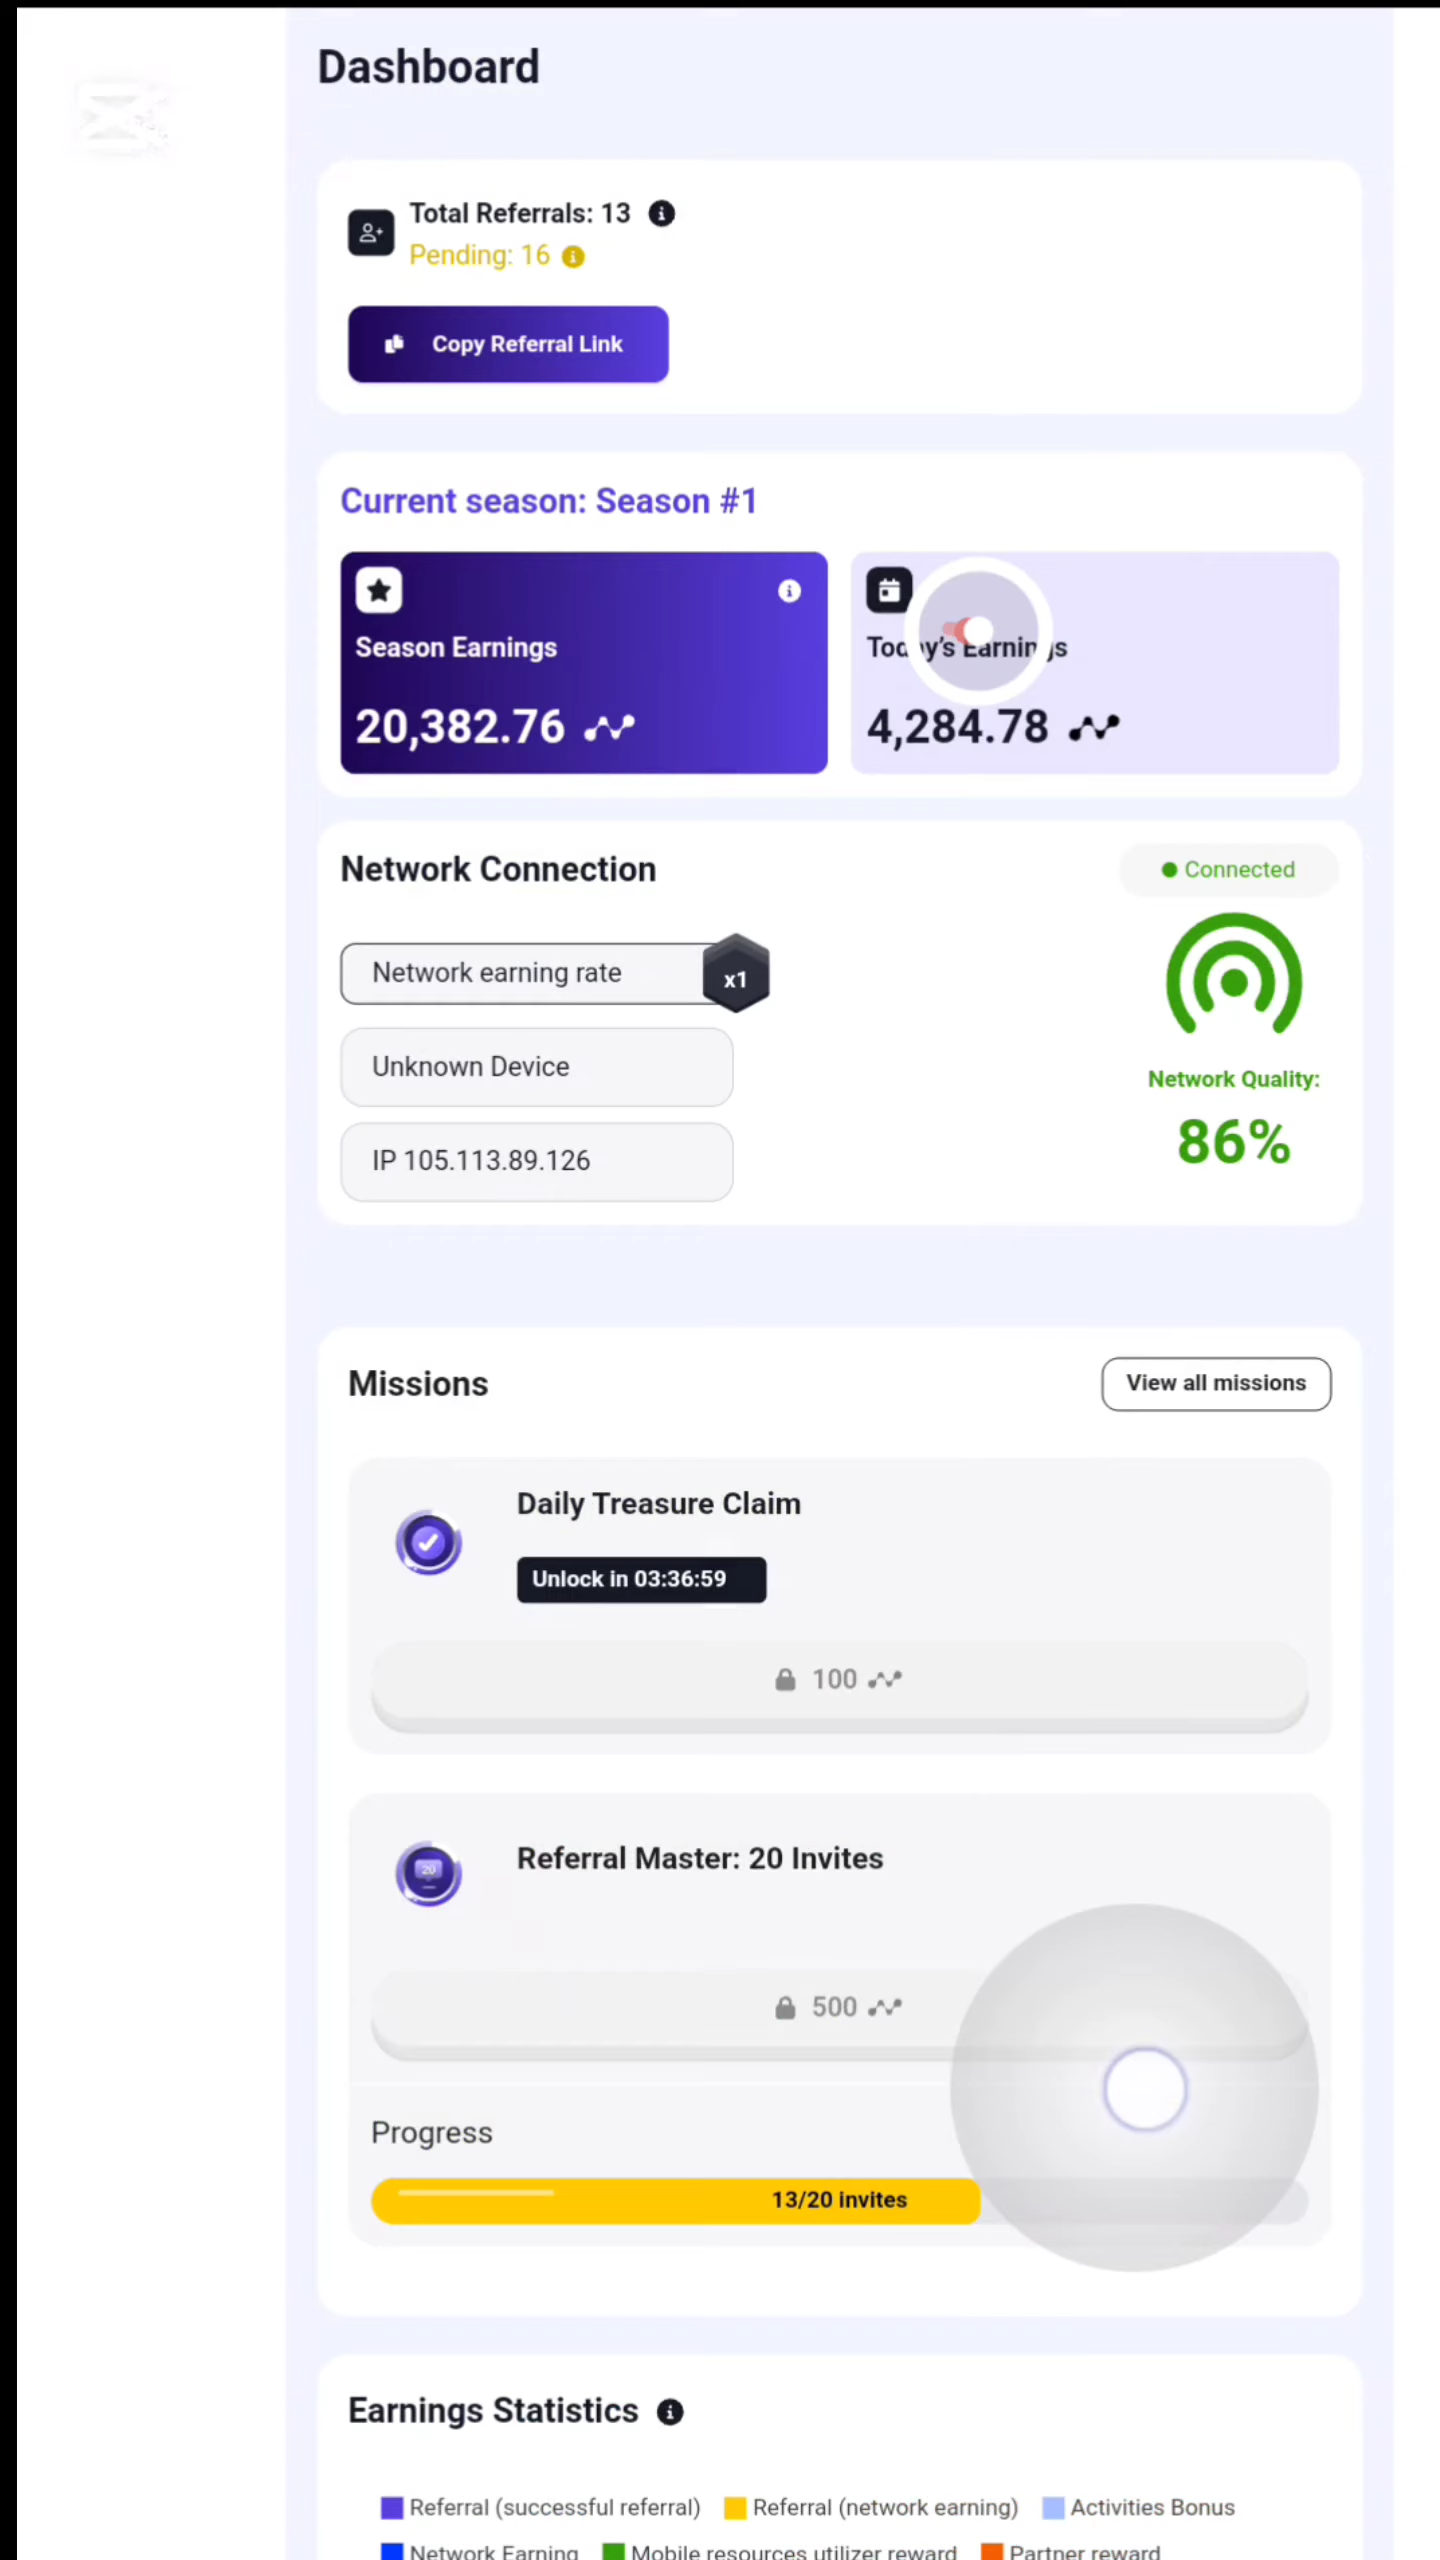 Dashboard
Total Referrals: 13
Pending: 16
Copy Referral Link
Current season: Season #1
Season Earnings
20,382.76
Today's Earnings
4,284.78
Network Connection
Connected
Network earning rate
x1
Unknown Device
IP 105.113.89.126
Network Quality:
86%
Missions
View all missions
Daily Treasure Claim
Unlock in 03:36:59
100
Referral Master: 20 Invites
20
500
Progress
13/20 invites
Earnings Statistics
Referral (successful referral) Referral (network earning) Activities Bonus
Network Earning Mobile resources utilizer reward Partner reward